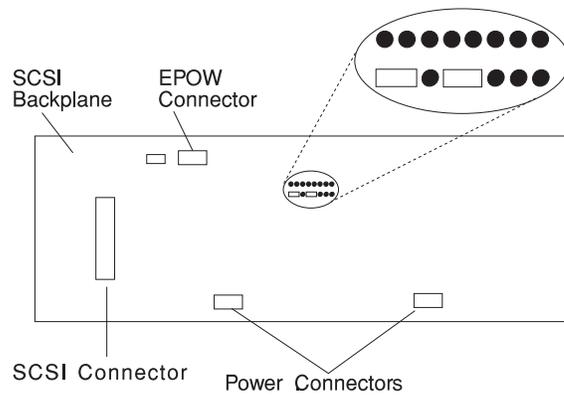 SCSI
Backplane
EPOW
Connector
SCSI Connector
Power Connectors